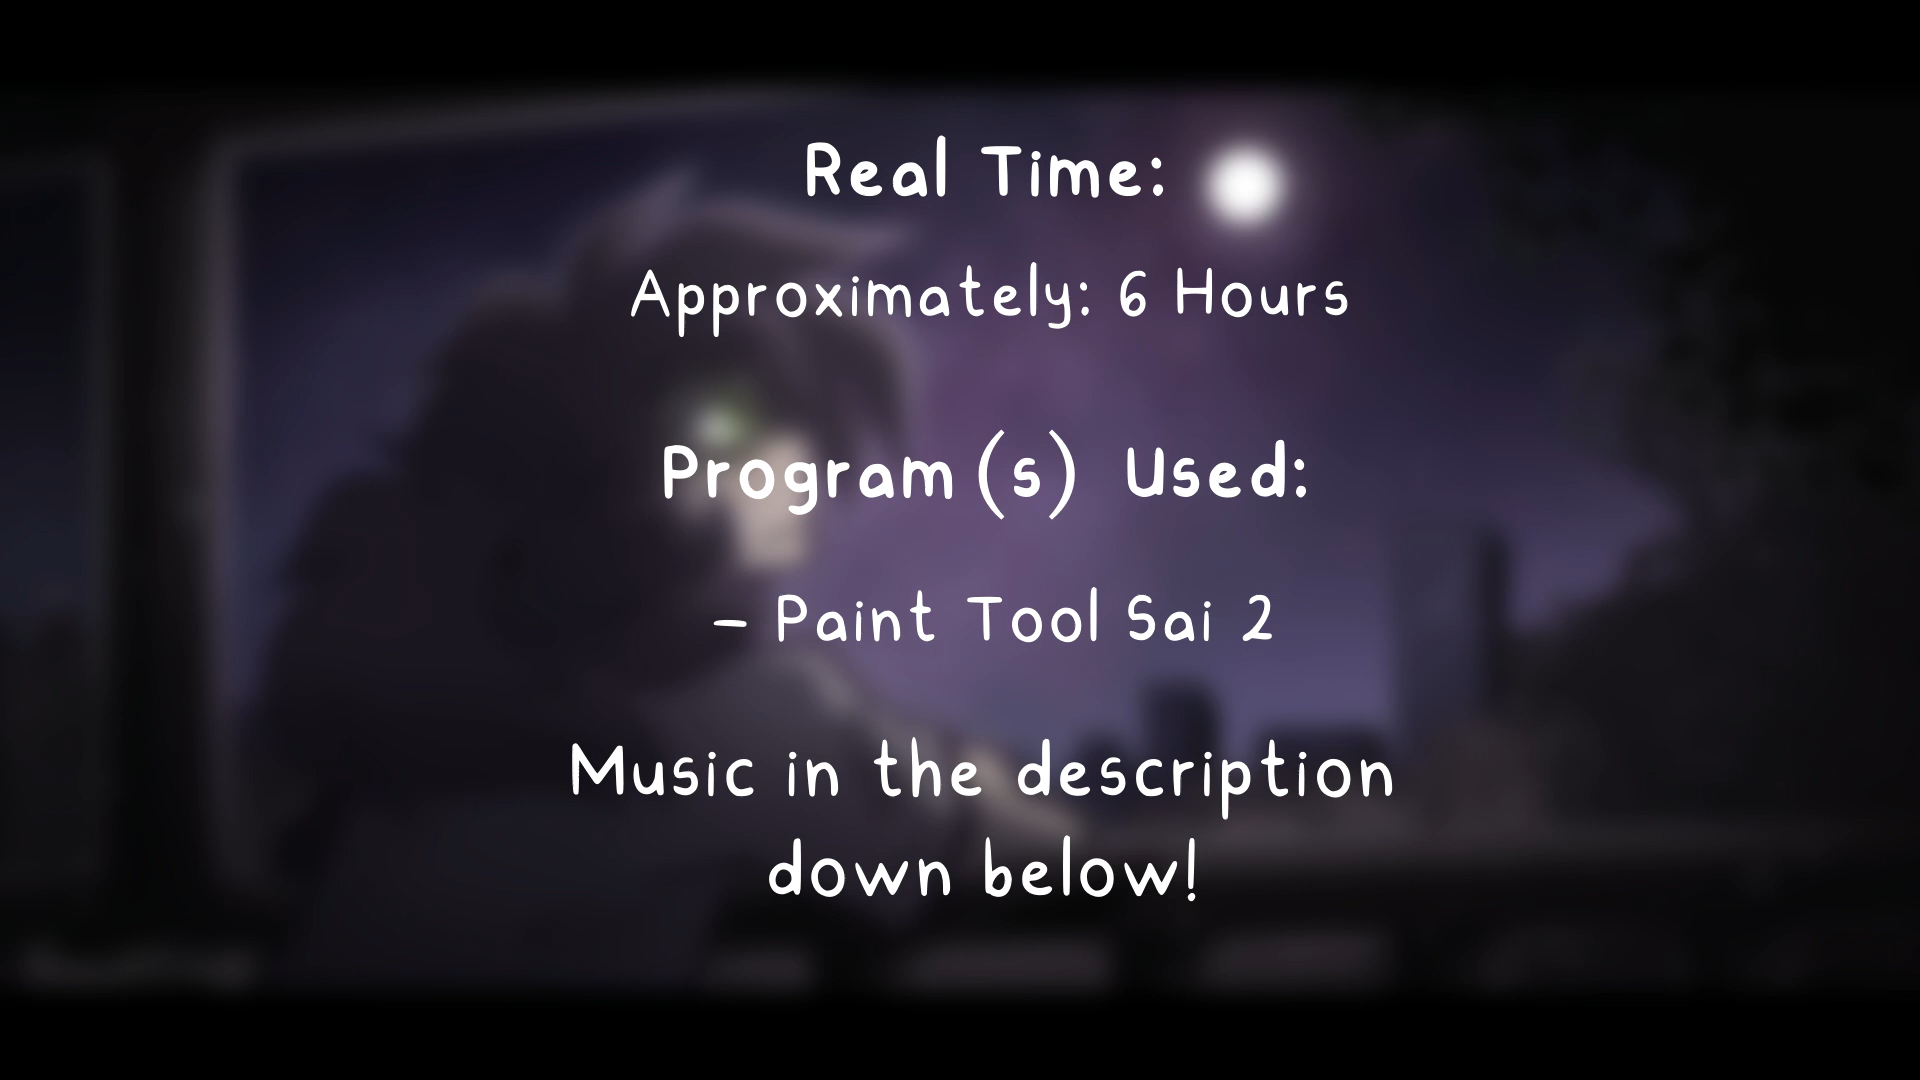 Real Time:
Approximately: 6 Hours
Program(s) Used:
- Paint Tool Sai 2
Music in the description
down below!